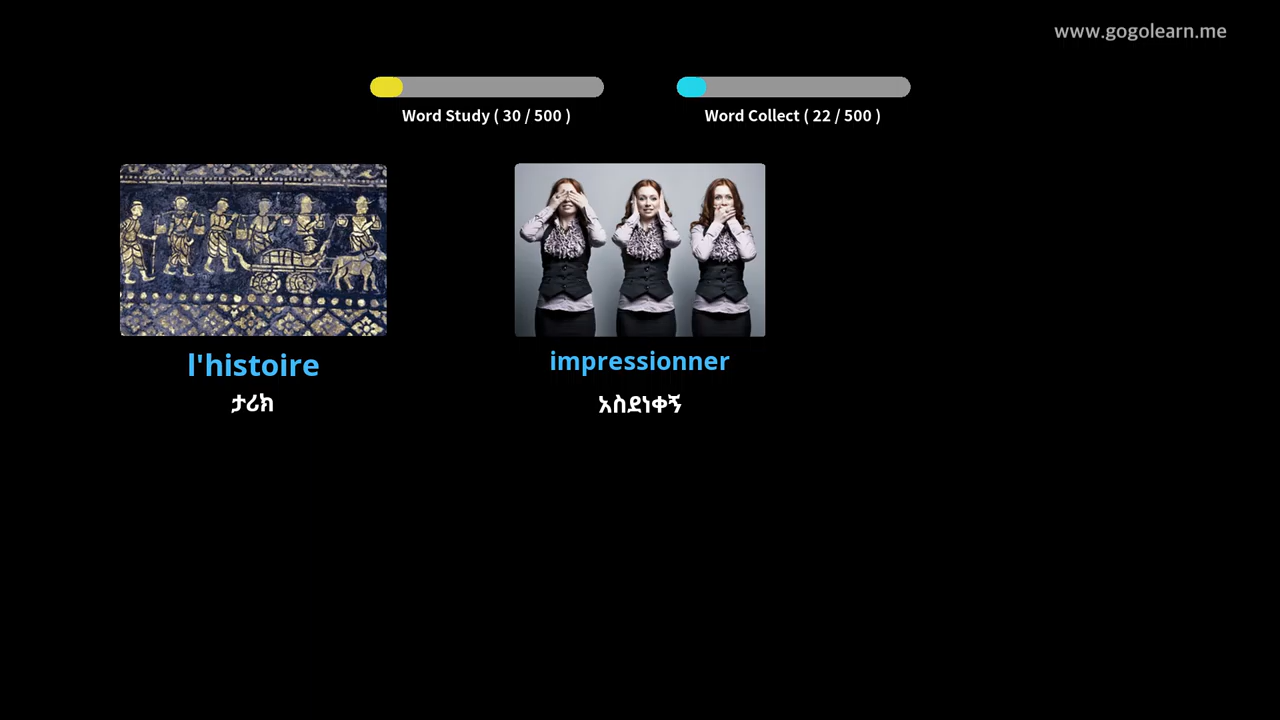 www.gogolearn.me
Word Study ( 30 / 500 )
Word Collect ( 22 / 500 )
l'histoire
ታሪክ
impressionner
አስደነቀኝ